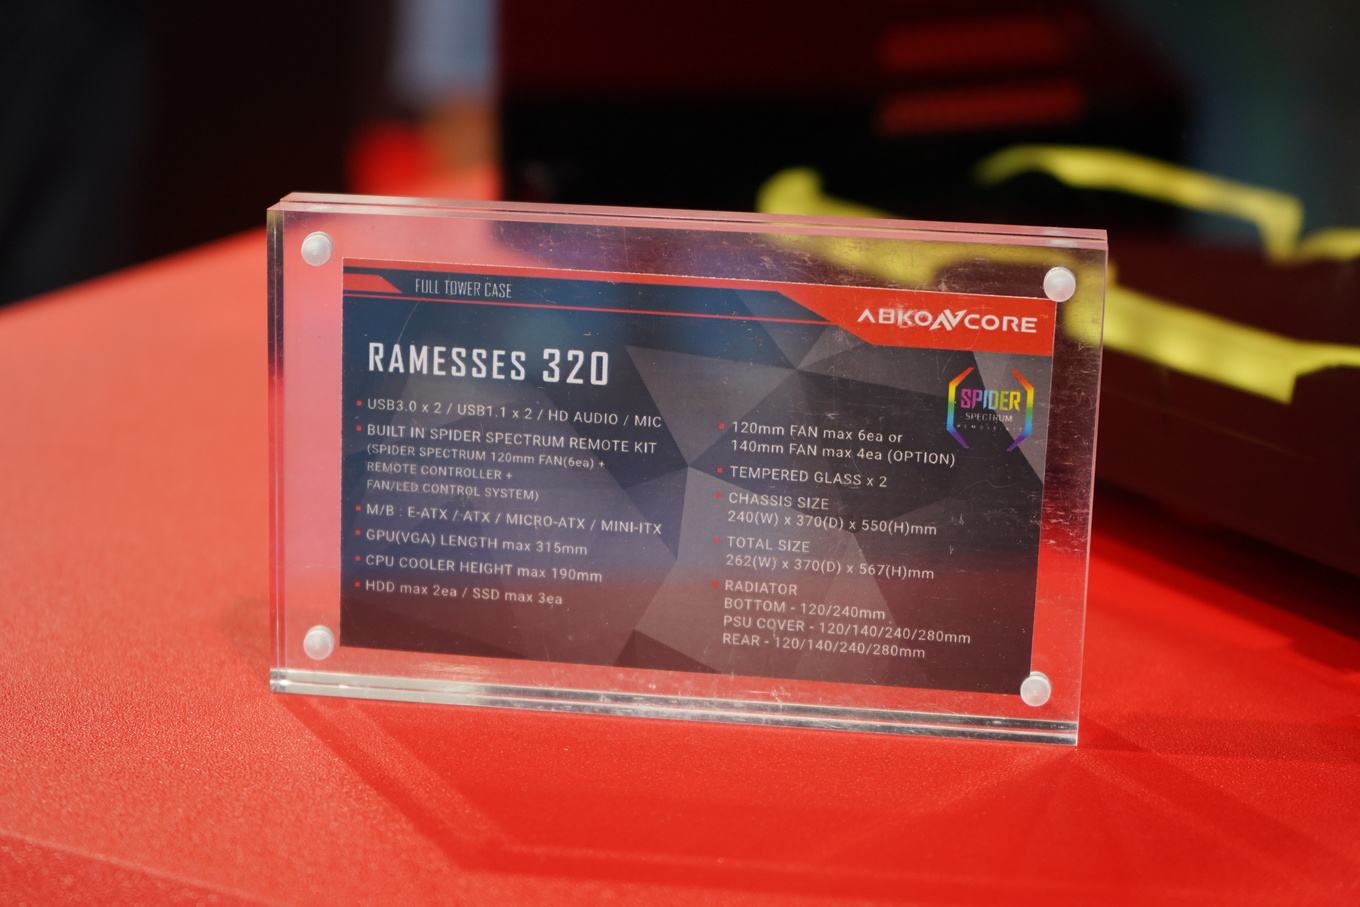 FULL TOWER CASE
ABKONCORE
RAMESSES 320
SPIDER
SPECTRUM
USB3.0 x 2 / USB1.1 x 2 / HD AUDIO / MIC
BUILT IN SPIDER SPECTRUM REMOTE KIT
(SPIDER SPECTRUM 120mm FAN(6ea) +
REMOTE CONTROLLER +
FAN/LED CONTROL SYSTEM)
M/B : E-ATX / ATX / MICRO-ATX / MINI-ITX
GPU(VGA) LENGTH max 315mm
CPU COOLER HEIGHT max 190mm
HDD max 2ea / SSD max 3ea
120mm FAN max 6ea or
140mm FAN max 4ea (OPTION)
TEMPERED GLASS x 2
CHASSIS SIZE
240(W) x 370(D) x 550(H)mm
TOTAL SIZE
262(W) x 370(D) x 567(H)mm
RADIATOR
BOTTOM - 120/240mm
PSU COVER - 120/140/240/280mm
REAR - 120/140/240/280mm